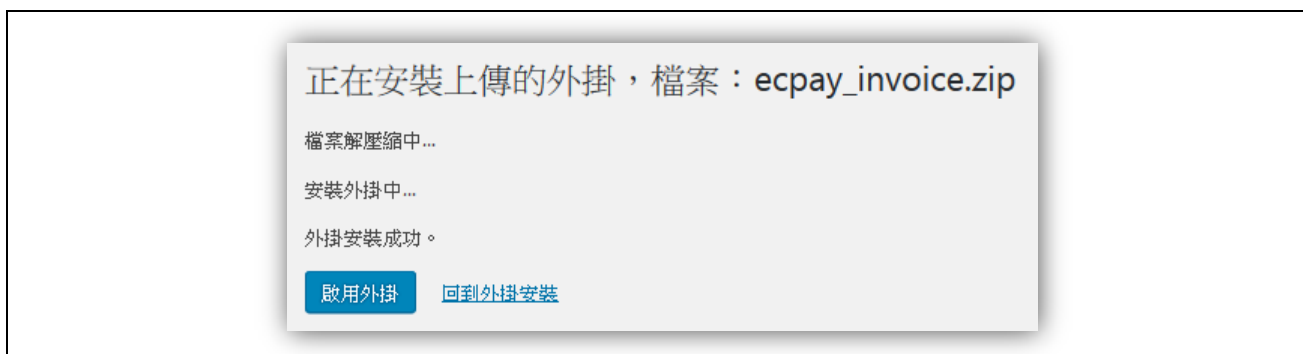 正在安裝上傳的外掛，檔案：ecpay_invoice.zip
檔案解壓縮中...
安裝外掛中...
外掛安裝成功。
啟用外掛 回到外掛安裝